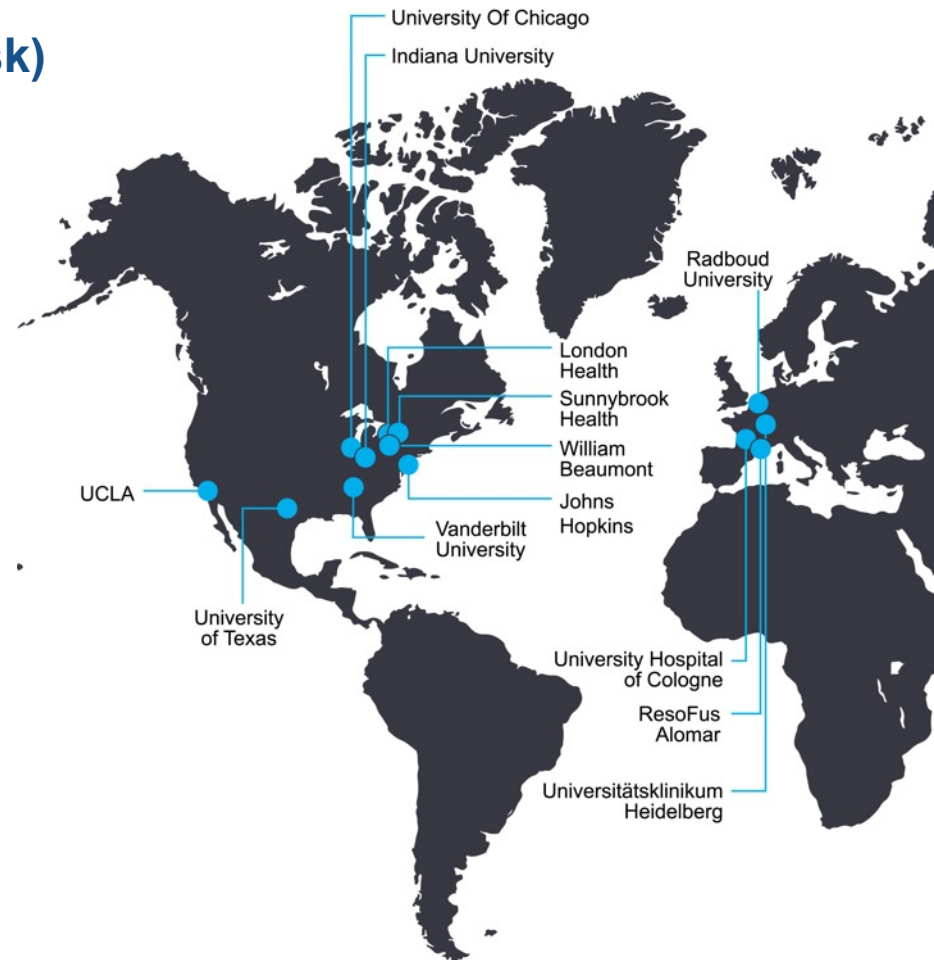 sk)
University Of Chicago
Indiana University
Radboud
University
London
Health
Sunnybrook
Health
William
Beaumont
Johns
Hopkins
UCLA
Vanderbilt
University
University
of Texas
University Hospital
of Cologne
ResoFus
Alomar
Universitätsklinikum
Heidelberg